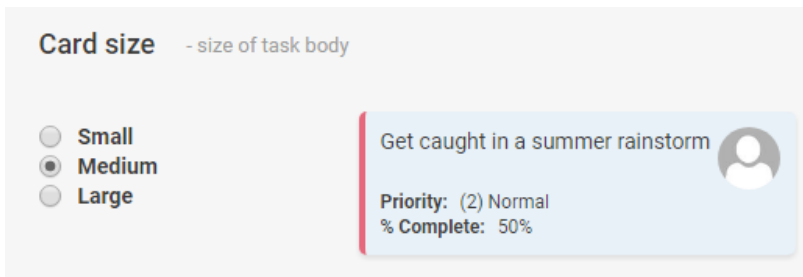 Card size - size of task body
Small
Medium
Large
Get caught in a summer rainstorm
Priority: (2) Normal
% Complete: 50%